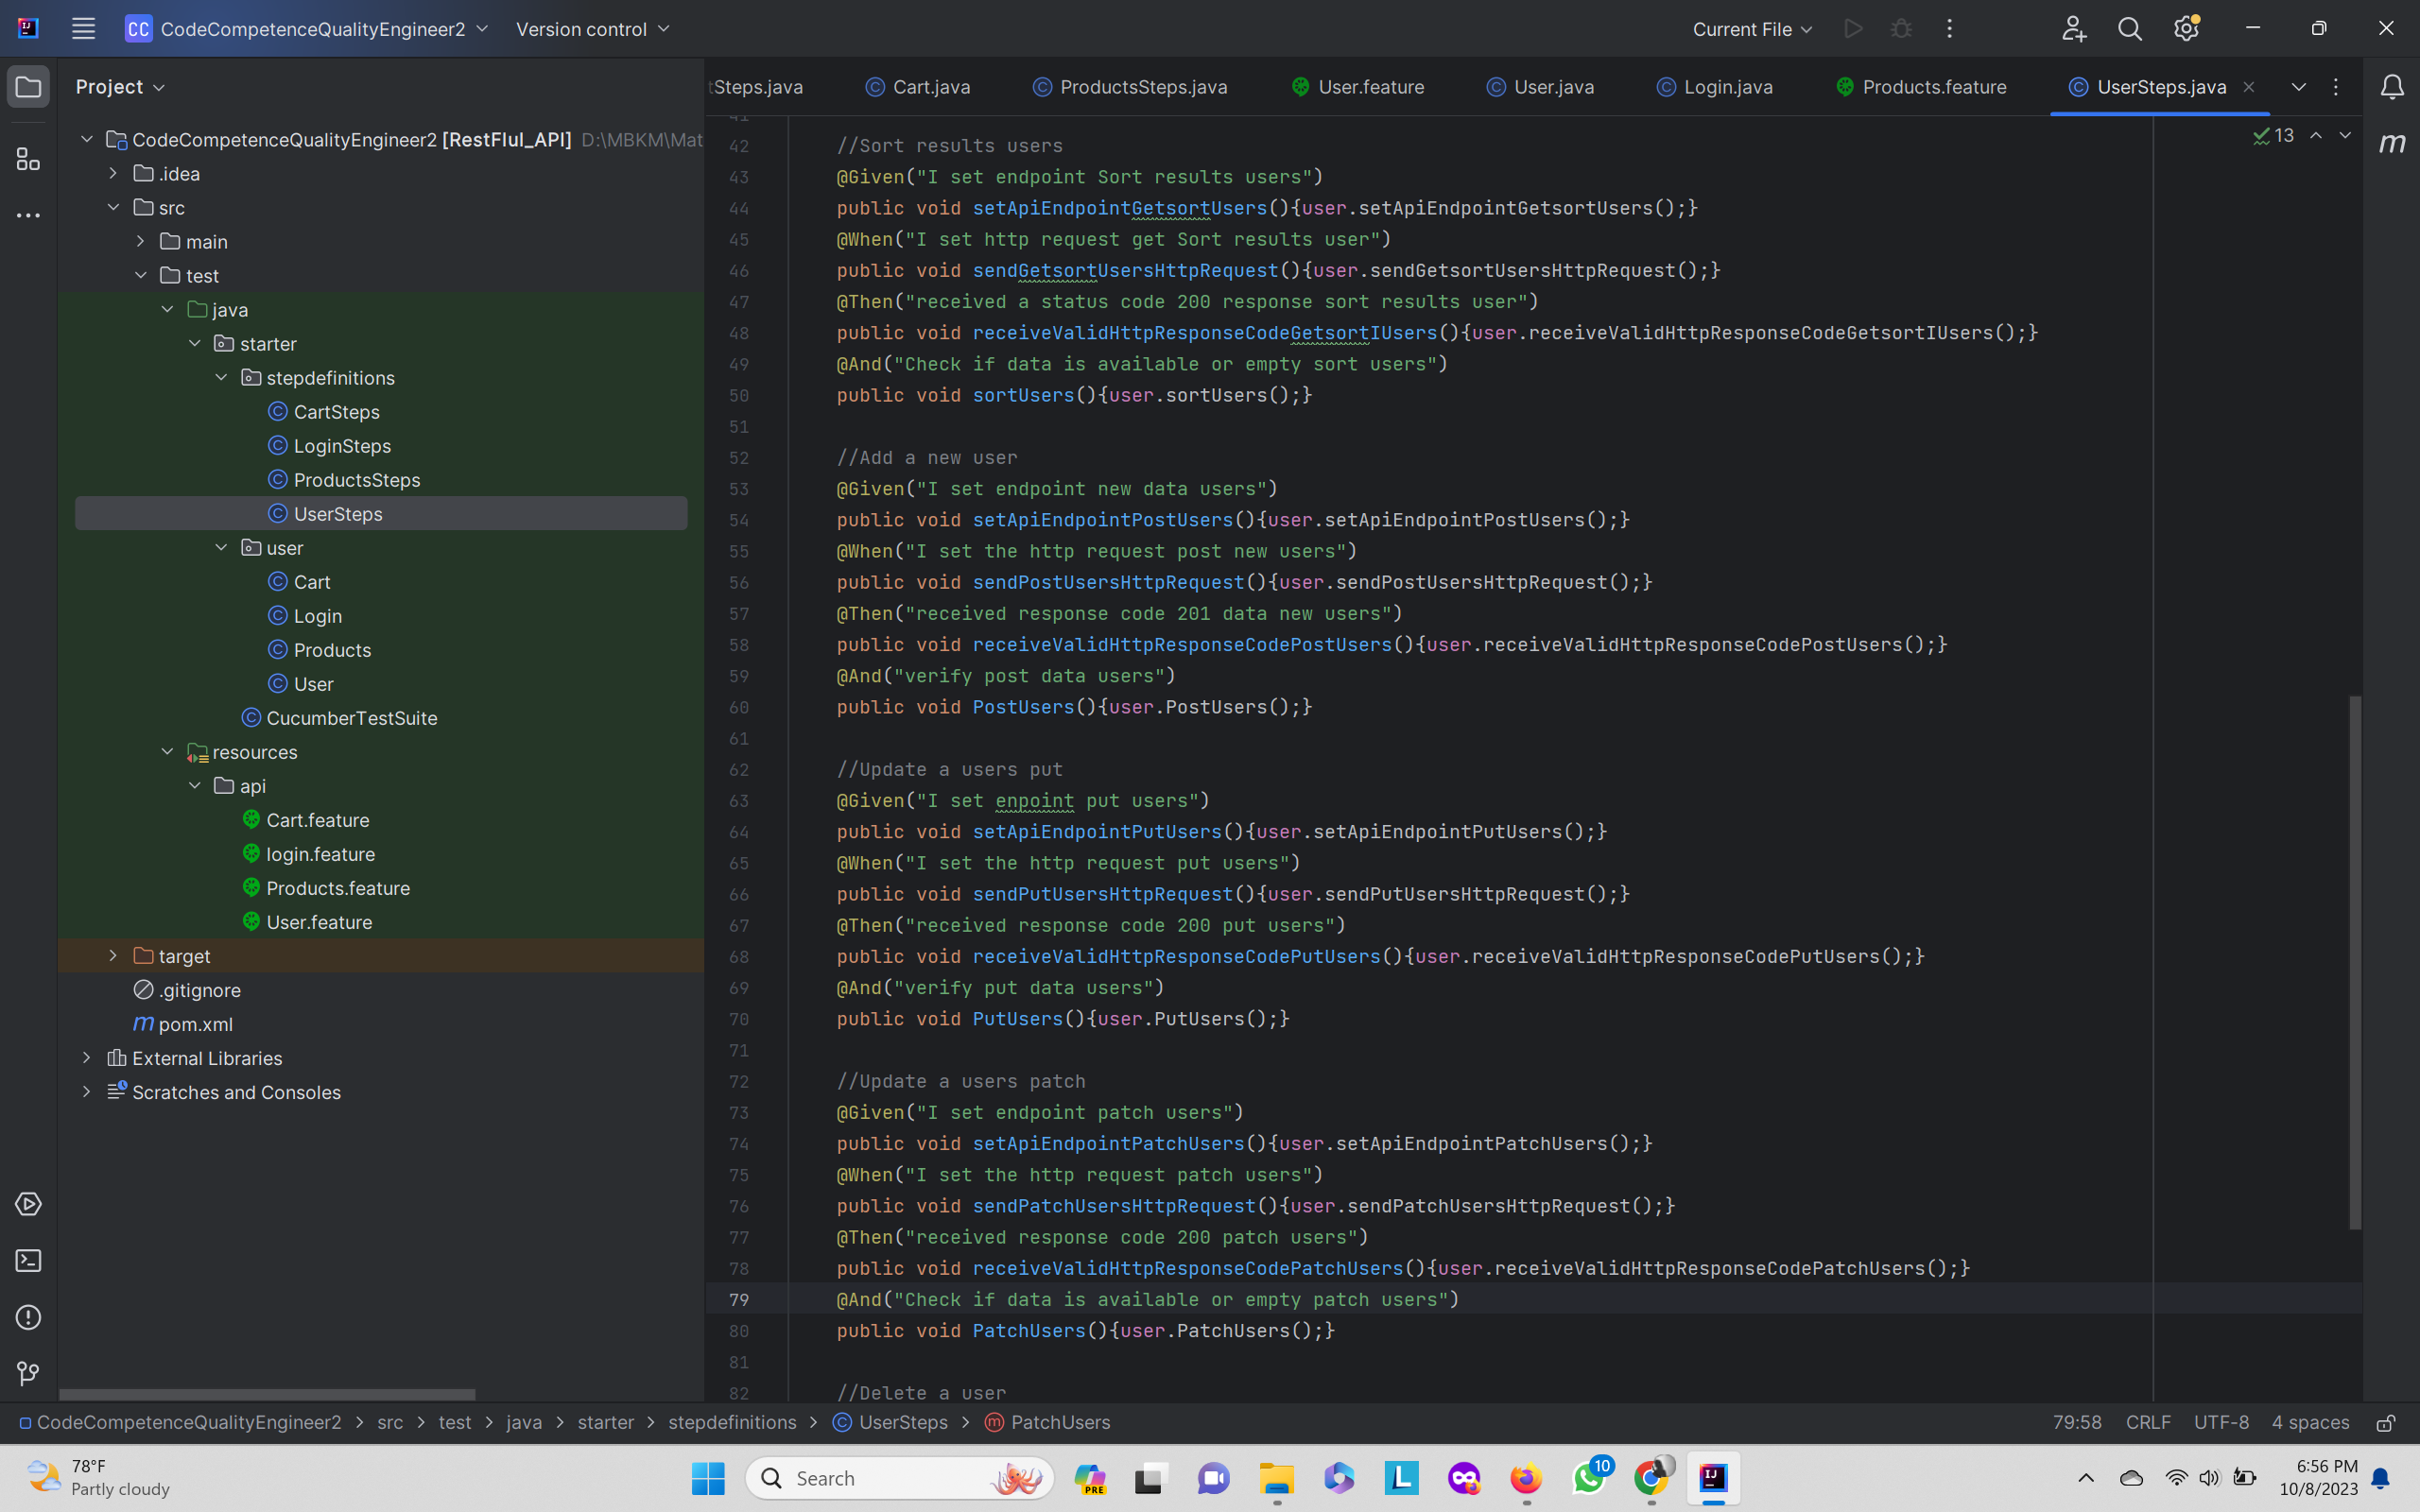 CC CodeCompetenceQualityEngineer2 Version control Current File
Project
tSteps.java Cart.java ProductsSteps.java User.feature User.java Login.java Products.feature UserSteps.java
CodeCompetenceQualityEngineer2 [RestFlul_API] D:\MBKM\Mat
.idea
src
main
test
java
starter
stepdefinitions
CartSteps
LoginSteps
ProductsSteps
UserSteps
user
Cart
Login
Products
User
CucumberTestSuite
resources
api
Cart.feature
login.feature
Products.feature
User.feature
target
.gitignore
pom.xml
External Libraries
Scratches and Consoles
13
41
42 //Sort results users
43 @Given("I set endpoint Sort results users")
44 public void setApiEndpointGetsortUsers(){user.setApiEndpointGetsortUsers();}
45 @When("I set http request get Sort results user")
46 public void sendGetsortUsersHttpRequest(){user.sendGetsortUsersHttpRequest();}
47 @Then("received a status code 200 response sort results user")
48 public void receiveValidHttpResponseCodeGetsortIUsers(){user.receiveValidHttpResponseCodeGetsortIUsers();}
49 @And("Check if data is available or empty sort users")
50 public void sortUsers(){user.sortUsers();}
51
52 //Add a new user
53 @Given("I set endpoint new data users")
54 public void setApiEndpointPostUsers(){user.setApiEndpointPostUsers();}
55 @When("I set the http request post new users")
56 public void sendPostUsersHttpRequest(){user.sendPostUsersHttpRequest();}
57 @Then("received response code 201 data new users")
58 public void receiveValidHttpResponseCodePostUsers(){user.receiveValidHttpResponseCodePostUsers();}
59 @And("verify post data users")
60 public void PostUsers(){user.PostUsers();}
61
62 //Update a users put
63 @Given("I set enpoint put users")
64 public void setApiEndpointPutUsers(){user.setApiEndpointPutUsers();}
65 @When("I set the http request put users")
66 public void sendPutUsersHttpRequest(){user.sendPutUsersHttpRequest();}
67 @Then("received response code 200 put users")
68 public void receiveValidHttpResponseCodePutUsers(){user.receiveValidHttpResponseCodePutUsers();}
69 @And("verify put data users")
70 public void PutUsers(){user.PutUsers();}
71
72 //Update a users patch
73 @Given("I set endpoint patch users")
74 public void setApiEndpointPatchUsers(){user.setApiEndpointPatchUsers();}
75 @When("I set the http request patch users")
76 public void sendPatchUsersHttpRequest(){user.sendPatchUsersHttpRequest();}
77 @Then("received response code 200 patch users")
78 public void receiveValidHttpResponseCodePatchUsers(){user.receiveValidHttpResponseCodePatchUsers();}
79 @And("Check if data is available or empty patch users")
80 public void PatchUsers(){user.PatchUsers();}
81
82 //Delete a user
CodeCompetenceQualityEngineer2 > src > test > java > starter > stepdefinitions > UserSteps > PatchUsers 79:58 CRLF UTF-8 4 spaces
78°F
Partly cloudy
Search
PRE
10
6:56 PM
10/8/2023